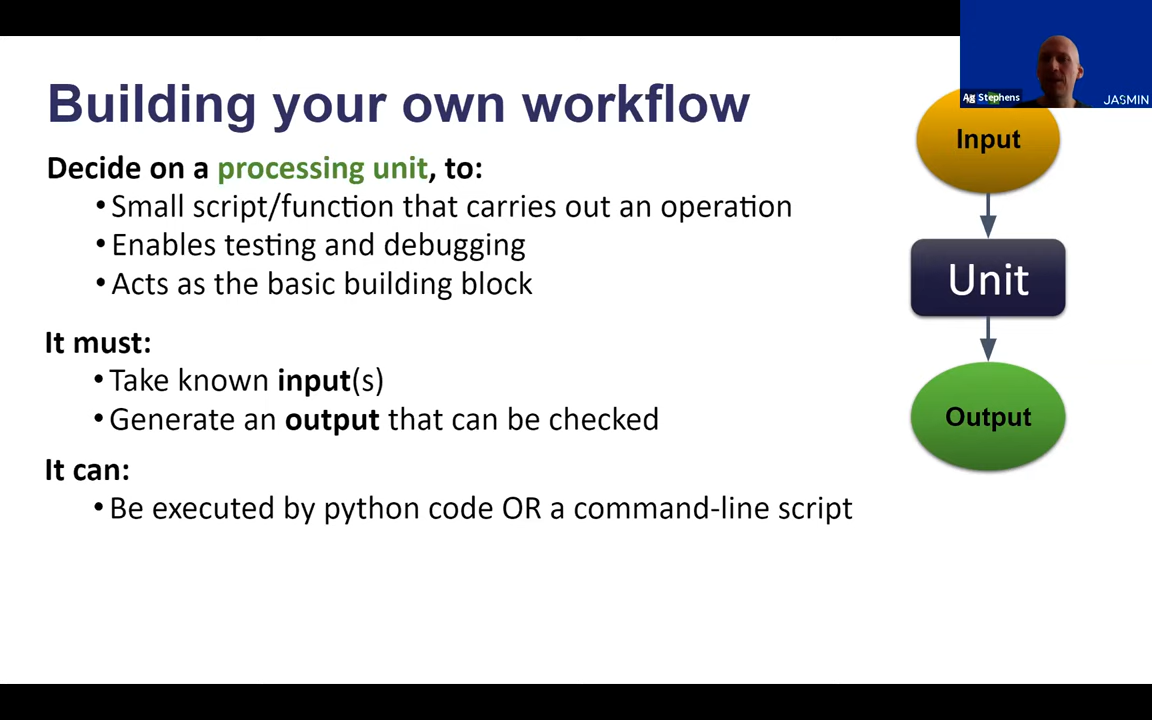 Building your own workflow
Ag Stephens
JASMIN
Decide on a processing unit, to:
• Small script/function that carries out an operation
• Enables testing and debugging
• Acts as the basic building block
It must:
• Take known input(s)
• Generate an output that can be checked
It can:
• Be executed by python code OR a command-line script
Input
Unit
Output